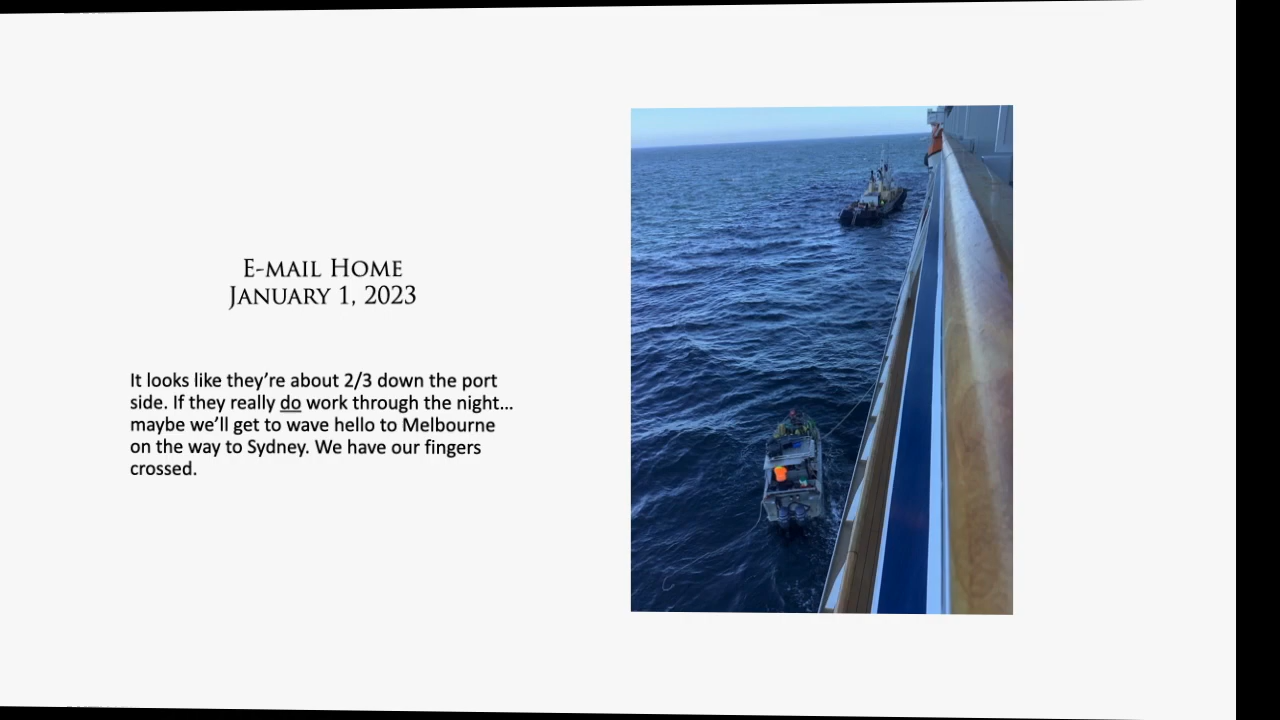 E-mail Home
January 1, 2023
It looks like they're about 2/3 down the port
side. If they really do work through the night...
maybe we'll get to wave hello to Melbourne
on the way to Sydney. We have our fingers
crossed.